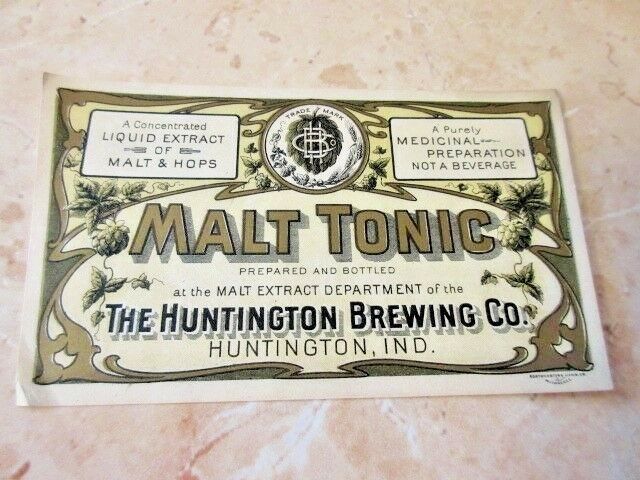 A Concentrated
LIQUID EXTRACT
OF
MALT & HOPS
TRADE of MARK
A Purely
MEDICINAL
PREPARATION
NOT A BEVERAGE
MALT TONIC
PREPARED AND BOTTLED
at the MALT EXTRACT DEPARTMENT of the
THE HUNTINGTON BREWING CO.
HUNTINGTON, IND.